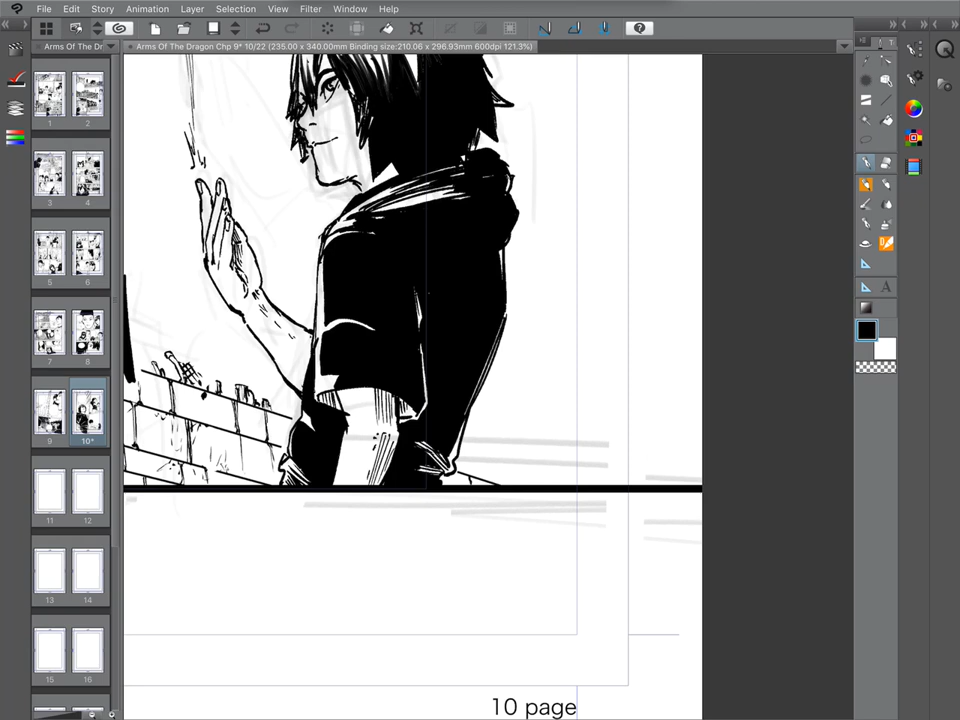 File Edit Story Animation Layer Selection View Filter Window Help
Arms Of The Dr
Arms Of The Dragon Chp 9* 10/22 (235.00 x 340.00mm Binding size:210.06 x 296.93mm 600dpi 121.3%)
1 2
3 4
5 6
7 8
9 10*
11 12
13 14
15 16
T
A
10 page